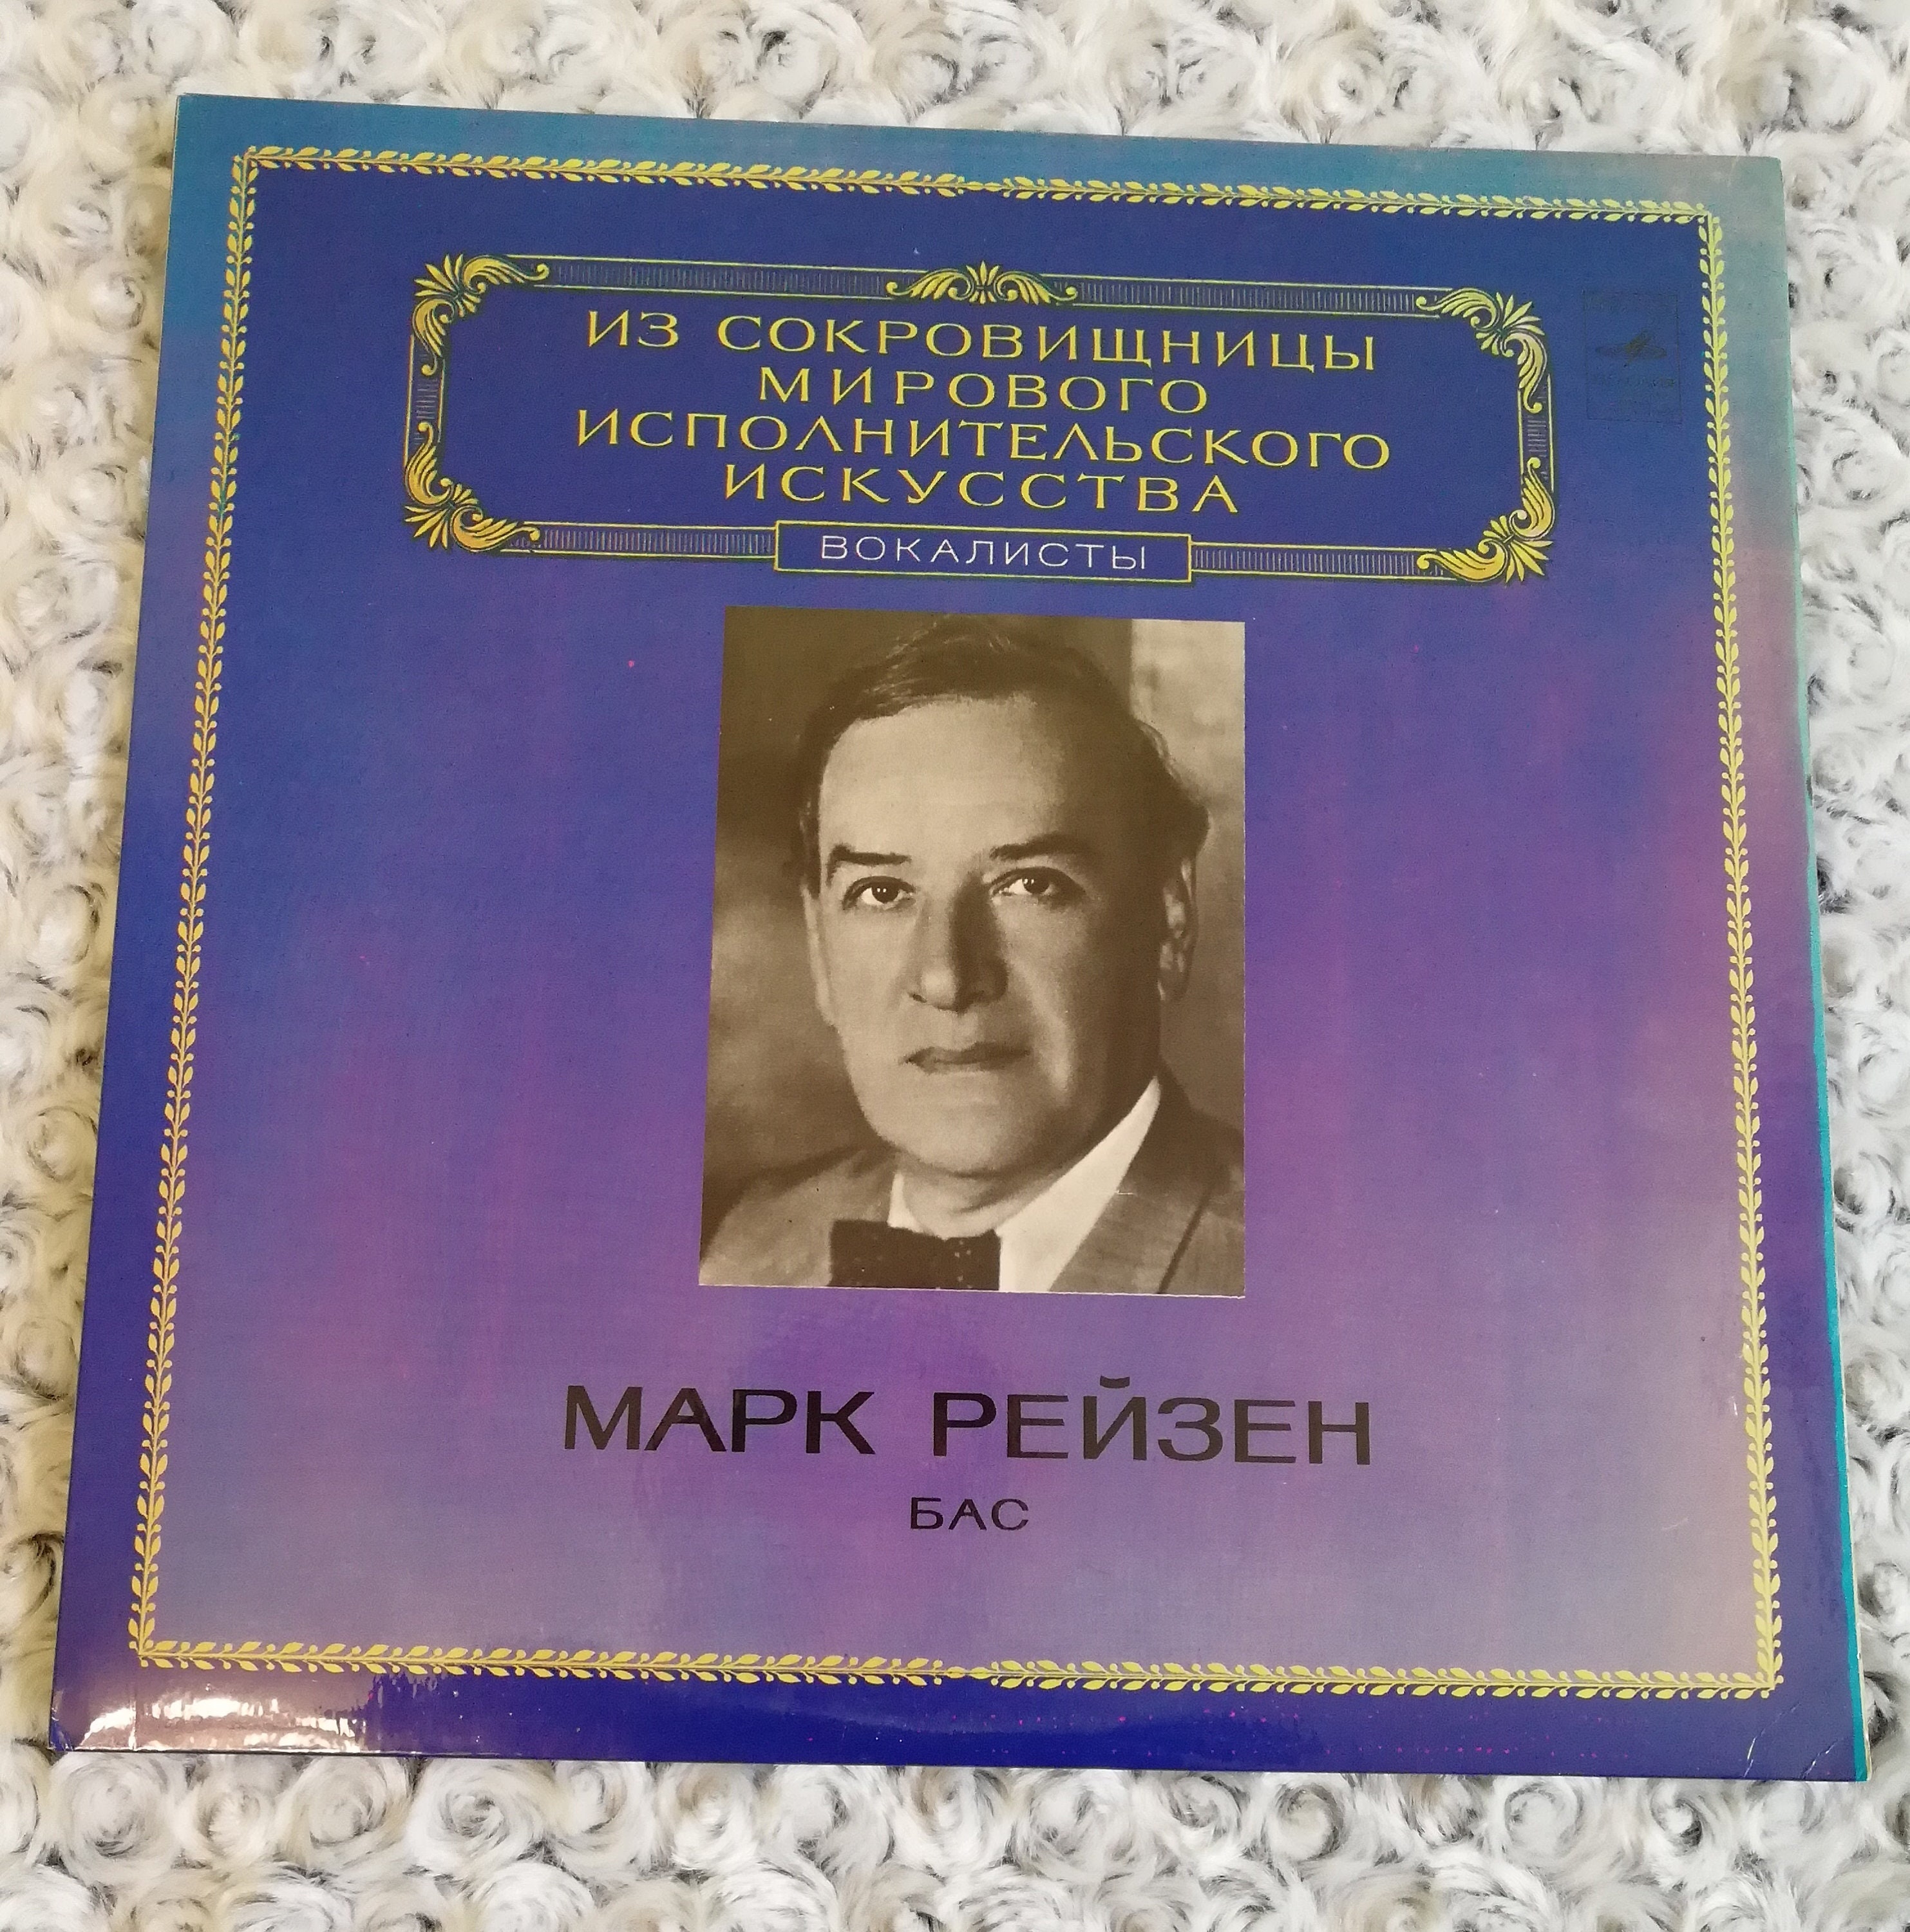 ИЗ СОКРОВИЩНИЦЫ
МИРОВОГО
ИСПОЛНИТЕЛЬСКОГО
ИСКУССТВА
ВОКАЛИСТЫ
МАРК РЕЙЗЕН
БАС